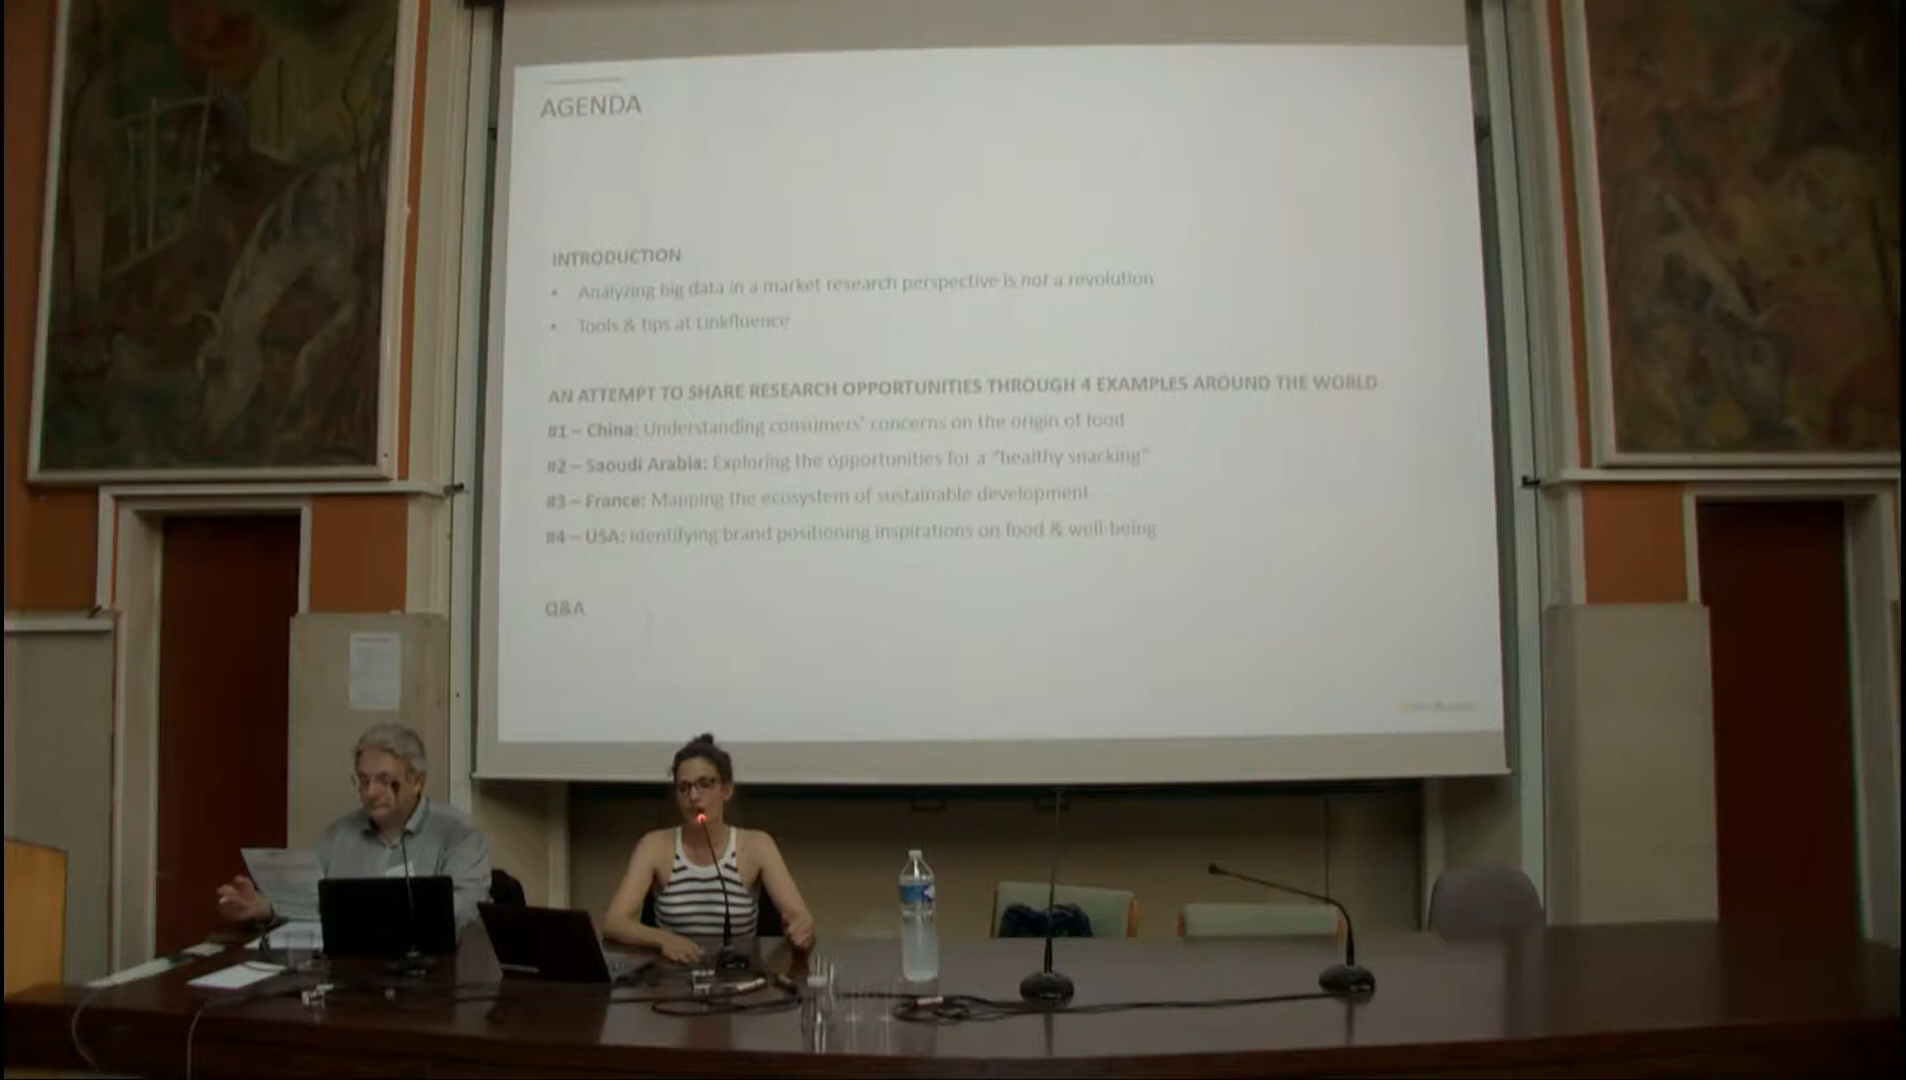 AGENDA
INTRODUCTION
• Analyzing big data in a market research perspective is not a revolution
• Tools & tips at Linkfluence
AN ATTEMPT TO SHARE RESEARCH OPPORTUNITIES THROUGH 4 EXAMPLES AROUND THE WORLD
#1 – China: Understanding consumers' concerns on the origin of food
#2 – Saoudi Arabia: Exploring the opportunities for a "healthy snacking"
#3 – France: Mapping the ecosystem of sustainable development
#4 – USA: Identifying brand positioning inspirations on food & well-being
Q&A